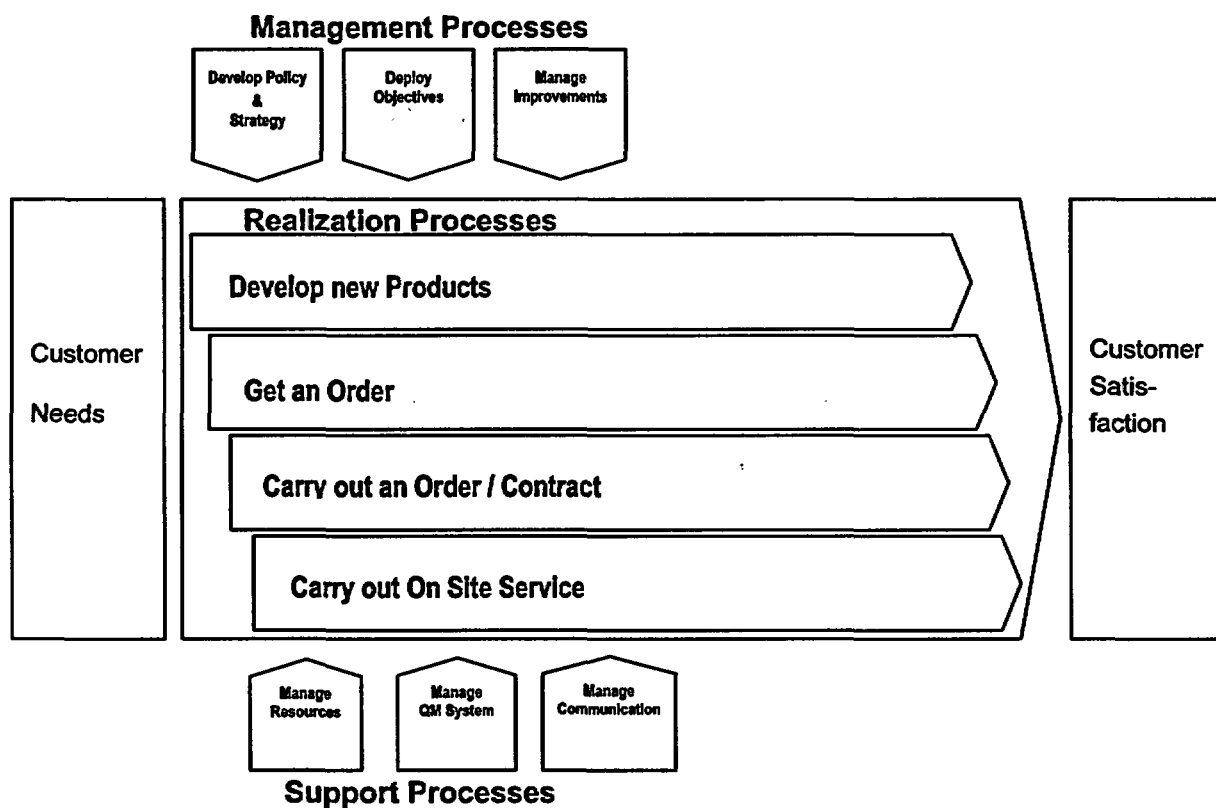 Management Processes
Develop Policy
&
Strategy
Deploy
Objectives
Manage
Improvements
Customer
Needs
Realization Processes
Develop new Products
Get an Order
Carry out an Order / Contract
Carry out On Site Service
Customer
Satis-
faction
Manage
Resources
Manage
QM System
Manage
Communication
Support Processes